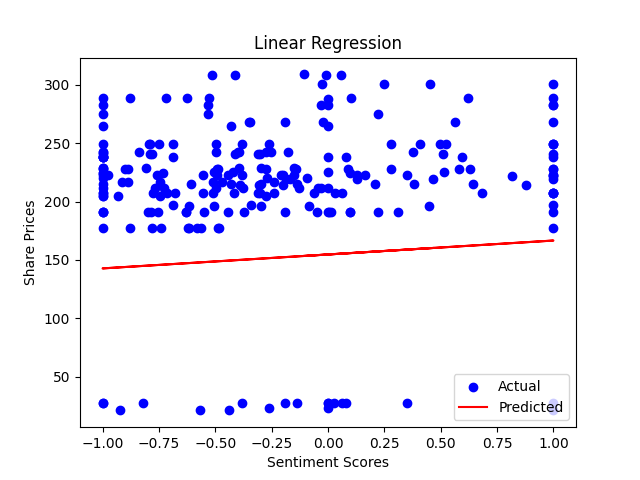 Linear Regression
Share Prices
300
250
200
150
100
50
−1.00 −0.75 −0.50 −0.25 0.00 0.25 0.50 0.75 1.00
Sentiment Scores
Actual
Predicted